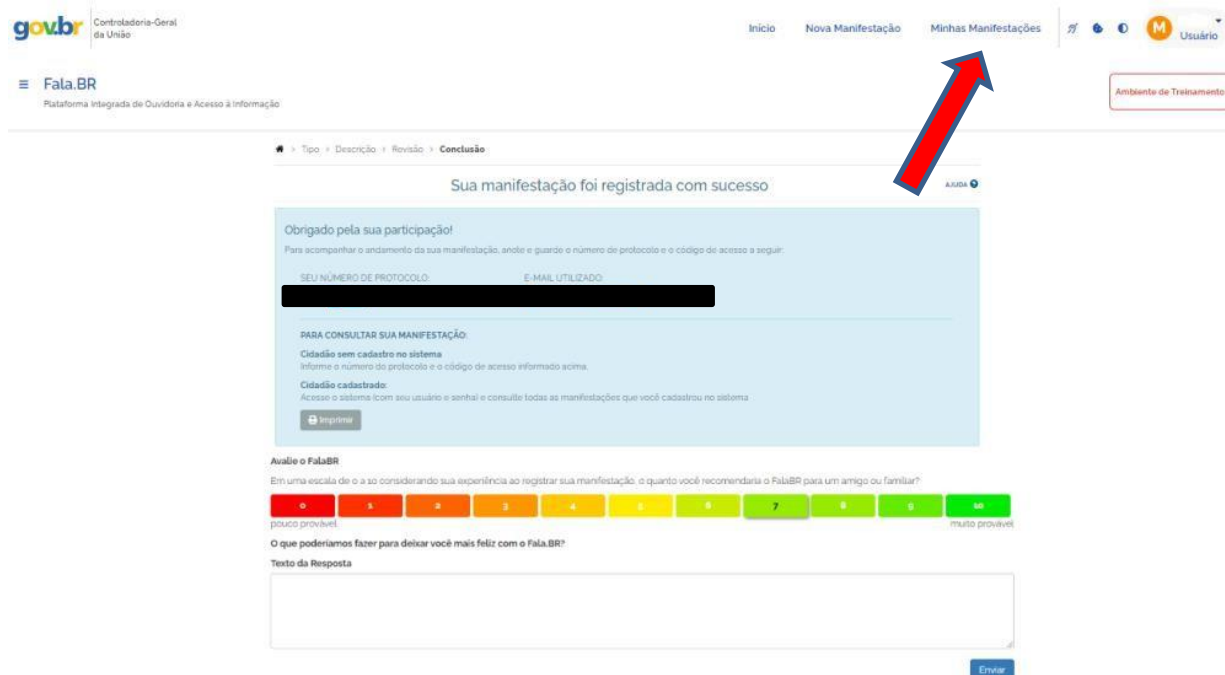 gov.br Controladoria-Geral da União
Início Nova Manifestação Minhas Manifestações M Usuário
Fala.BR
Plataforma Integrada de Ouvidoria e Acesso à Informação
Ambiente de Treinamento
> Tipo > Descrição > Revisão > Conclusão
Sua manifestação foi registrada com sucesso
AJUDA ?
Obrigado pela sua participação!
Para acompanhar o andamento da sua manifestação, anote e guarde o número de protocolo e o código de acesso a seguir:
SEU NÚMERO DE PROTOCOLO: E-MAIL UTILIZADO:
PARA CONSULTAR SUA MANIFESTAÇÃO:
Cidadão sem cadastro no sistema
Informe o número do protocolo e o código de acesso informado acima.
Cidadão cadastrado:
Acesse o sistema (com seu usuário e senha) e consulte todas as manifestações que você cadastrou no sistema
Imprimir
Avalie o FalaBR
Em uma escala de 0 a 10 considerando sua experiência ao registrar sua manifestação, o quanto você recomendaria o FalaBR para um amigo ou familiar?
0 1 2 3 4 5 6 7 8 9 10
pouco provável muito provável
O que poderíamos fazer para deixar você mais feliz com o Fala.BR?
Texto da Resposta
Enviar